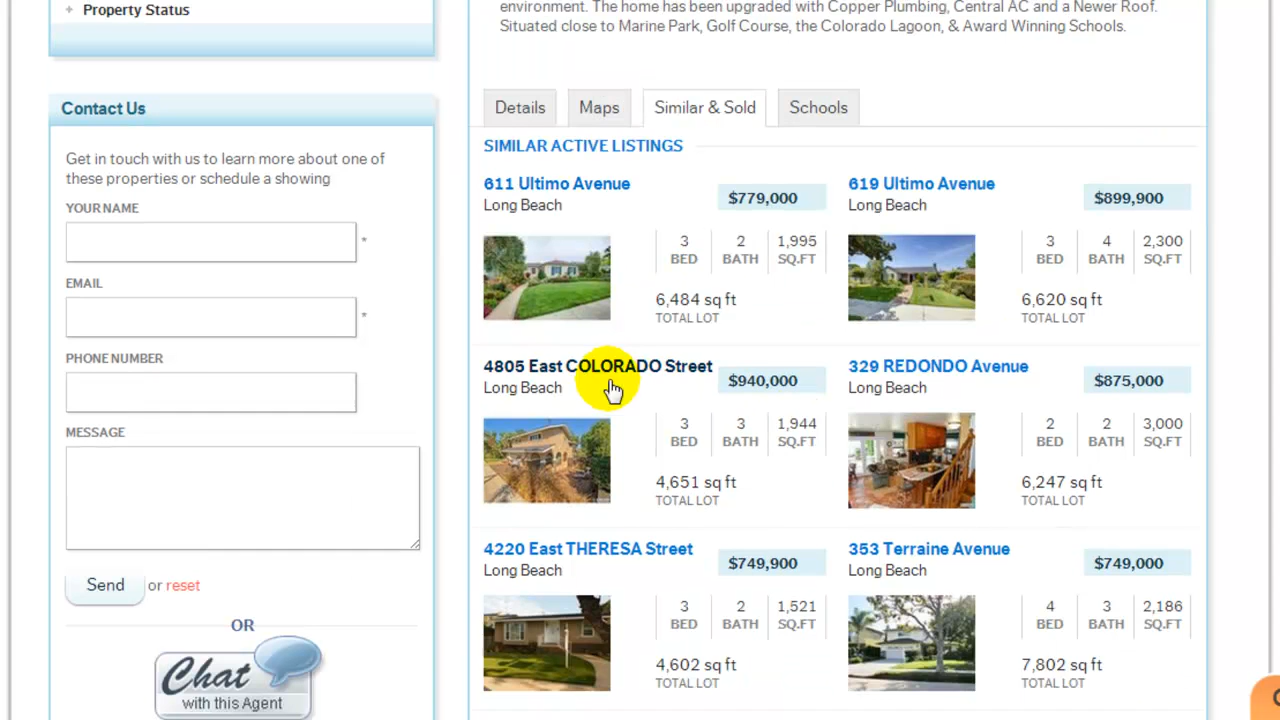 Property Status
environment. The home has been upgraded with Copper Plumbing, Central AC and a Newer Roof.
Situated close to Marine Park, Golf Course, the Colorado Lagoon, & Award Winning Schools.
Contact Us
Get in touch with us to learn more about one of
these properties or schedule a showing
YOUR NAME
*
EMAIL
*
PHONE NUMBER
MESSAGE
Send or reset
OR
Chat
with this Agent
Details Maps Similar & Sold Schools
SIMILAR ACTIVE LISTINGS
611 Ultimo Avenue
Long Beach
$779,000
3 2 1,995
BED BATH SQ.FT
6,484 sq ft
TOTAL LOT
619 Ultimo Avenue
Long Beach
$899,900
3 4 2,300
BED BATH SQ.FT
6,620 sq ft
TOTAL LOT
4805 East COLORADO Street
Long Beach
$940,000
3 3 1,944
BED BATH SQ.FT
4,651 sq ft
TOTAL LOT
329 REDONDO Avenue
Long Beach
$875,000
2 2 3,000
BED BATH SQ.FT
6,247 sq ft
TOTAL LOT
4220 East THERESA Street
Long Beach
$749,900
3 2 1,521
BED BATH SQ.FT
4,602 sq ft
TOTAL LOT
353 Terraine Avenue
Long Beach
$749,000
4 3 2,186
BED BATH SQ.FT
7,802 sq ft
TOTAL LOT